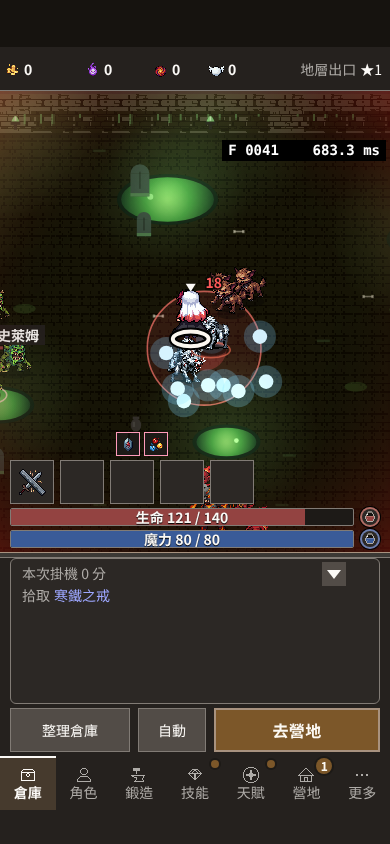 0 0 0 0 地層出口 ★1
F 0041 683.3 ms
18
史萊姆
生命 121 / 140
魔力 80 / 80
本次掛機 0 分
拾取 寒鐵之戒
整理倉庫 自動 去營地
1
倉庫 角色 鍛造 技能 天賦 營地 更多